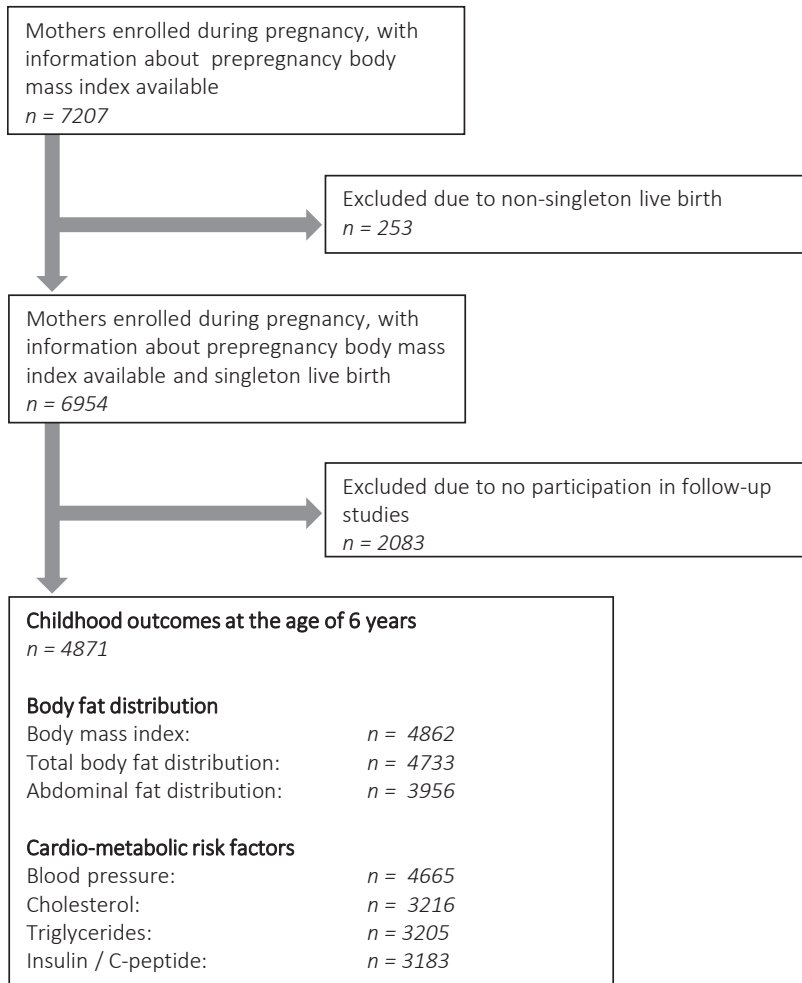 Mothers enrolled during pregnancy, with
information about prepregnancy body
mass index available
n = 7207
Excluded due to non-singleton live birth
n = 253
Mothers enrolled during pregnancy, with
information about prepregnancy body mass
index available and singleton live birth
n = 6954
Excluded due to no participation in follow-up
studies
n = 2083
Childhood outcomes at the age of 6 years
n = 4871
Body fat distribution
Body mass index: n = 4862
Total body fat distribution: n = 4733
Abdominal fat distribution: n = 3956
Cardio-metabolic risk factors
Blood pressure: n = 4665
Cholesterol: n = 3216
Triglycerides: n = 3205
Insulin / C-peptide: n = 3183